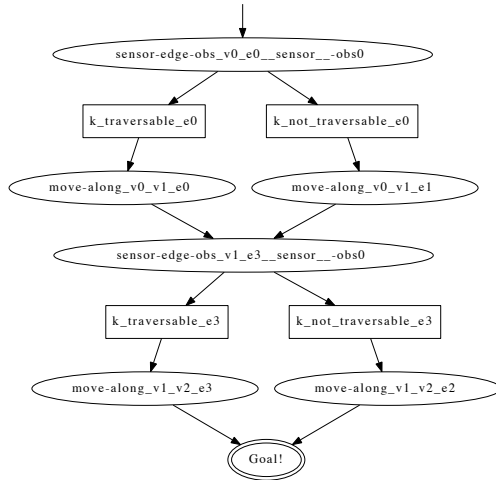 sensor-edge-obs_v0_e0__sensor__-obs0
k_traversable_e0
k_not_traversable_e0
move-along_v0_v1_e0
move-along_v0_v1_e1
sensor-edge-obs_v1_e3__sensor__-obs0
k_traversable_e3
k_not_traversable_e3
move-along_v1_v2_e3
move-along_v1_v2_e2
Goal!